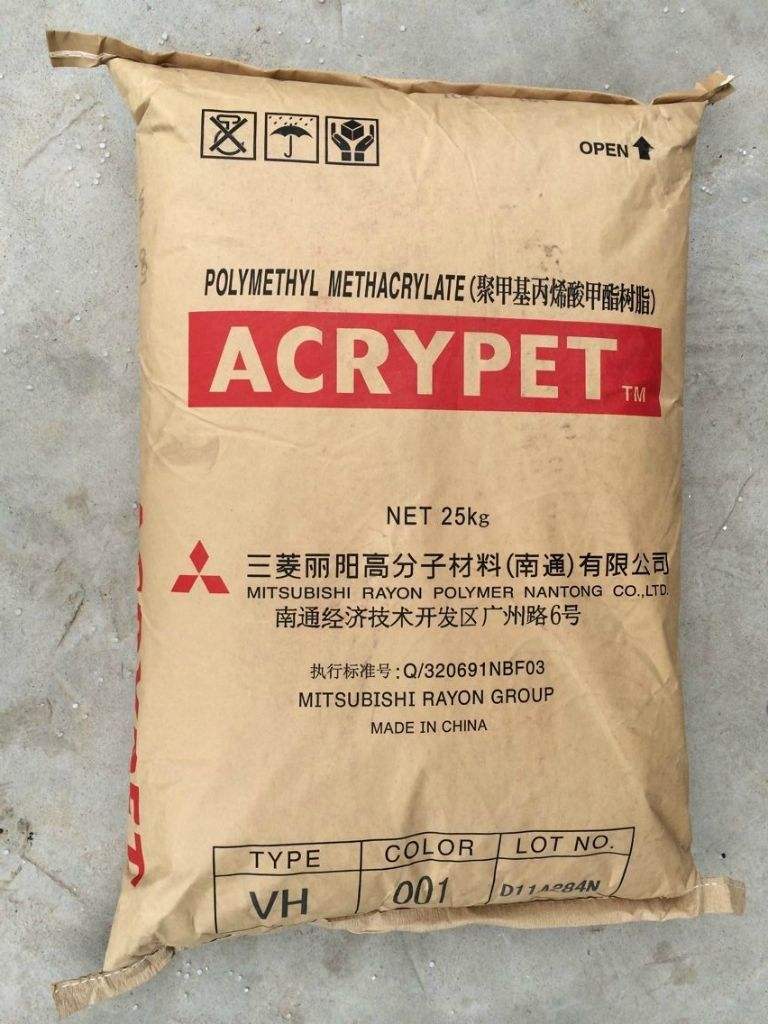 OPEN
POLYMETHYL METHACRYLATE(聚甲基丙烯酸甲酯树脂)
ACRYPET TM
NET 25kg
三菱丽阳高分子材料(南通)有限公司
MITSUBISHI RAYON POLYMER NANTONG CO.,LTD.
南通经济技术开发区广州路6号
执行标准号:Q/320691NBF03
MITSUBISHI RAYON GROUP
MADE IN CHINA
TYPE COLOR LOT NO.
VH 001 D11A284N
ACRYPET